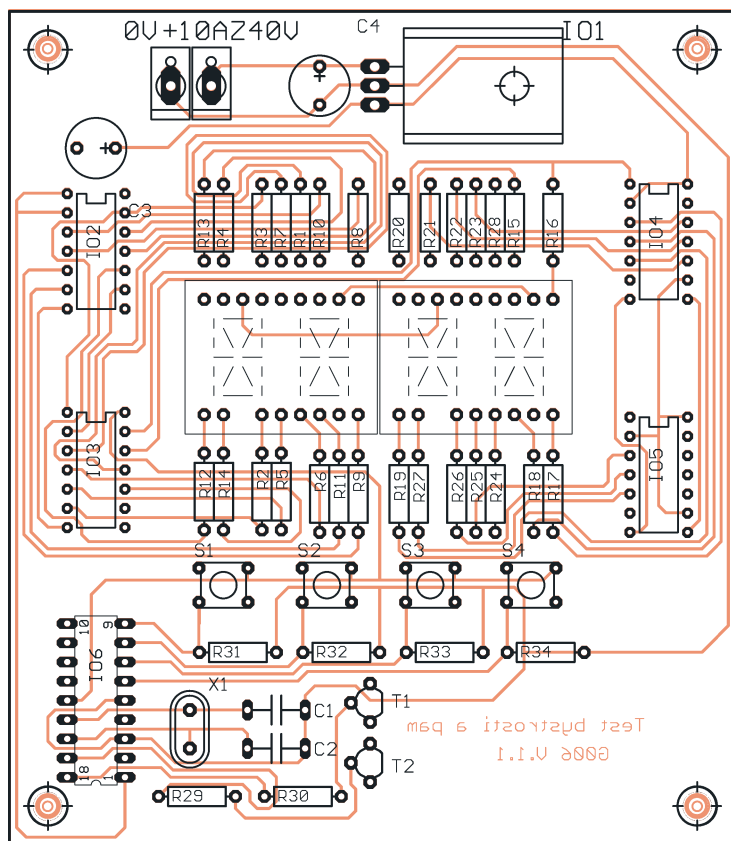 0V+10AZ40V
C4
IO1
C3
IO2
R13
R4
R3
R7
R1
R10
R8
R20
R21
R22
R23
R28
R15
R16
IO4
IO3
R12
R14
R2
R5
R6
R11
R9
R19
R27
R26
R25
R24
R18
R17
IO5
S1
S2
S3
S4
10
9
IO6
18
1
R31
R32
R33
R34
X1
C1
C2
T1
T2
Test bystrosti a pam
G006 V.1.1
R29
R30